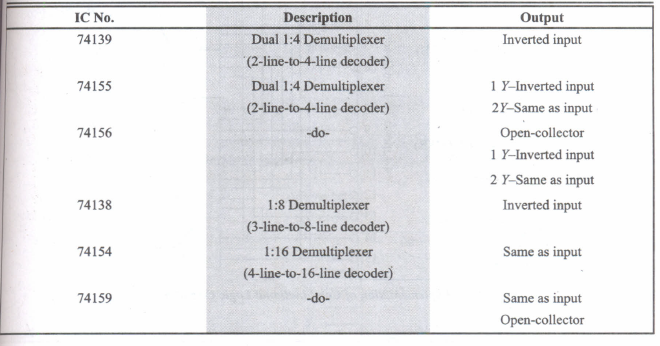 IC No. Description Output
74139 Dual 1:4 Demultiplexer Inverted input
(2-line-to-4-line decoder)
74155 Dual 1:4 Demultiplexer 1 Y–Inverted input
(2-line-to-4-line decoder) 2Y–Same as input
74156 -do- Open-collector
1 Y–Inverted input
2 Y–Same as input
74138 1:8 Demultiplexer Inverted input
(3-line-to-8-line decoder)
74154 1:16 Demultiplexer Same as input
(4-line-to-16-line decoder)
74159 -do- Same as input
Open-collector